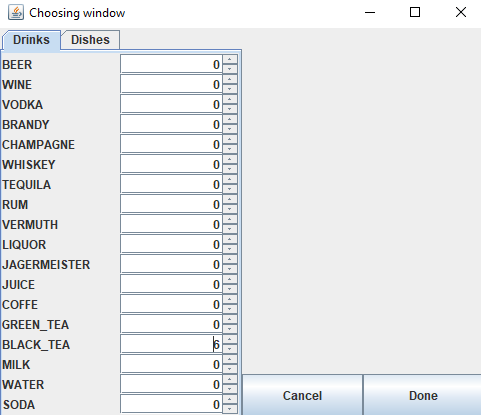 Choosing window
Drinks Dishes
BEER 0
WINE 0
VODKA 0
BRANDY 0
CHAMPAGNE 0
WHISKEY 0
TEQUILA 0
RUM 0
VERMUTH 0
LIQUOR 0
JAGERMEISTER 0
JUICE 0
COFFE 0
GREEN_TEA 0
BLACK_TEA 6
MILK 0
WATER 0
SODA 0
Cancel Done